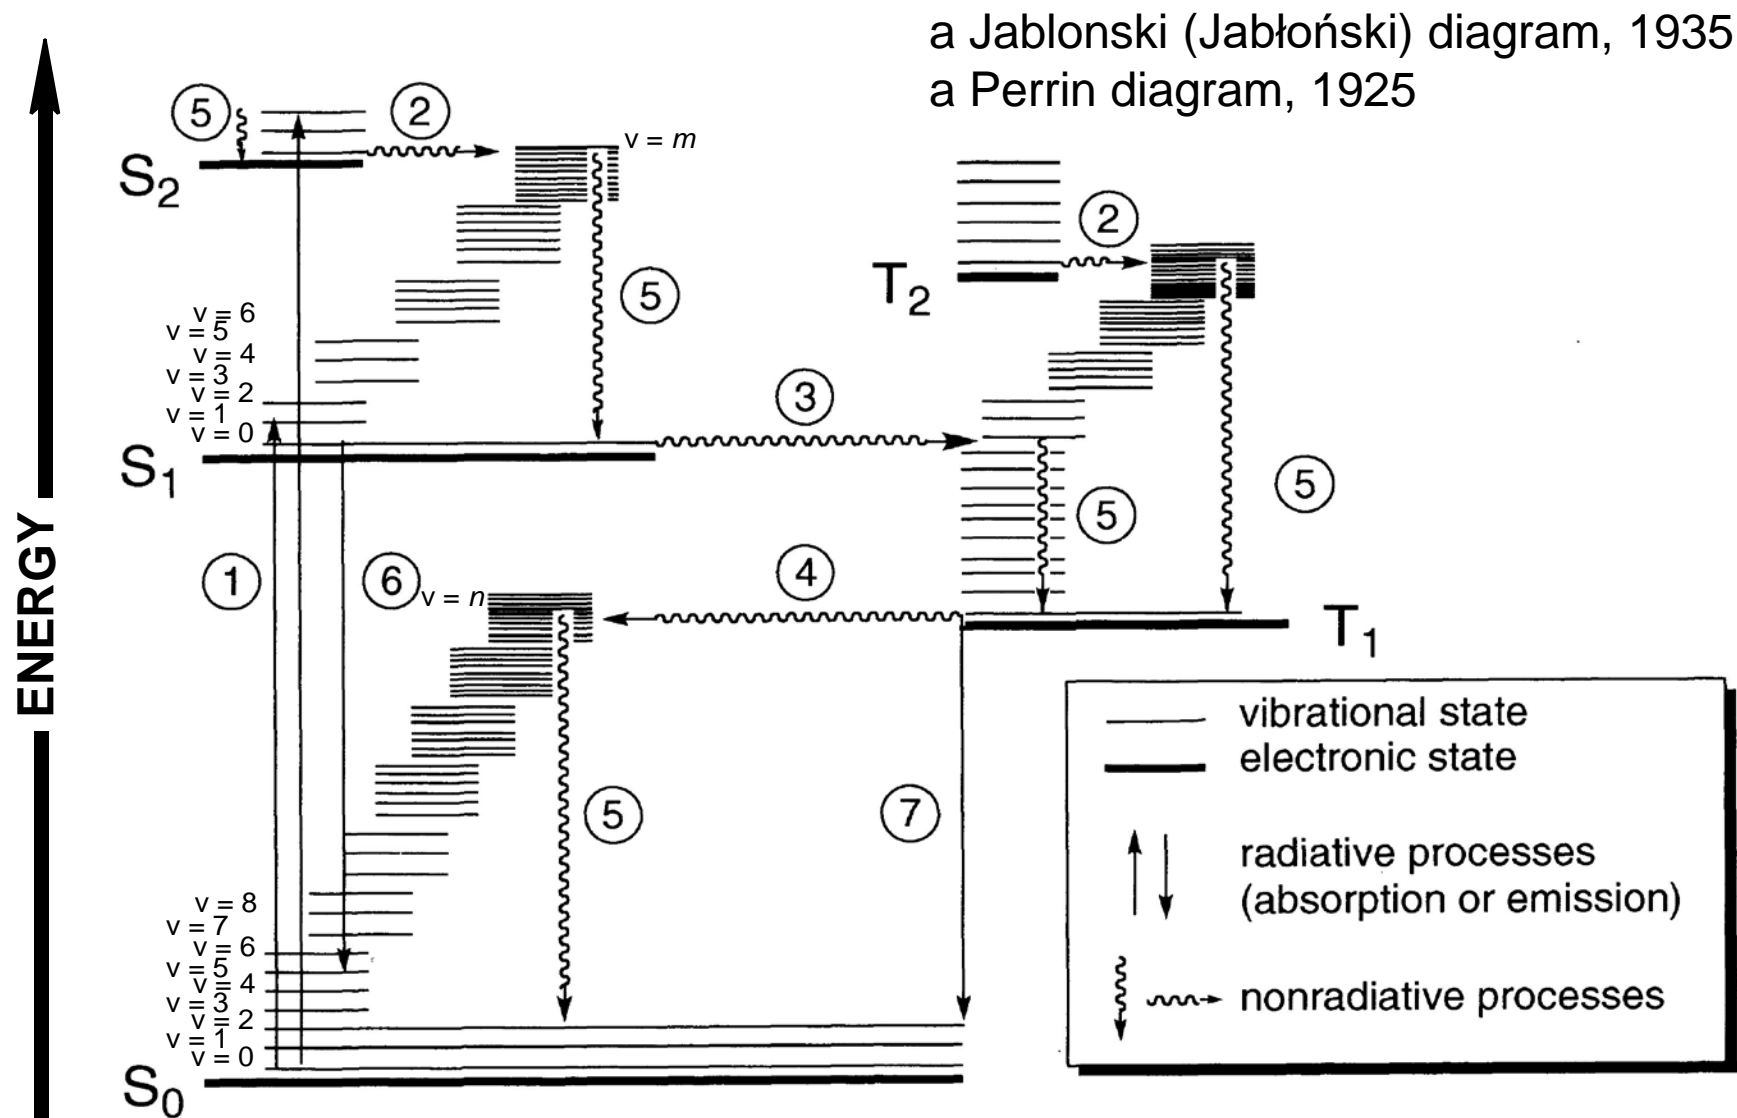 a Jablonski (Jabłoński) diagram, 1935
a Perrin diagram, 1925
5
2
v = m
S2
2
T2
5
v = 6
v = 5
v = 4
v = 3
v = 2
v = 1
v = 0
3
S1
5
5
ENERGY
1
6
4
v = n
T1
vibrational state
electronic state
5
7
radiative processes
(absorption or emission)
v = 8
v = 7
v = 6
v = 5
v = 4
v = 3
v = 2
v = 1
v = 0
nonradiative processes
S0